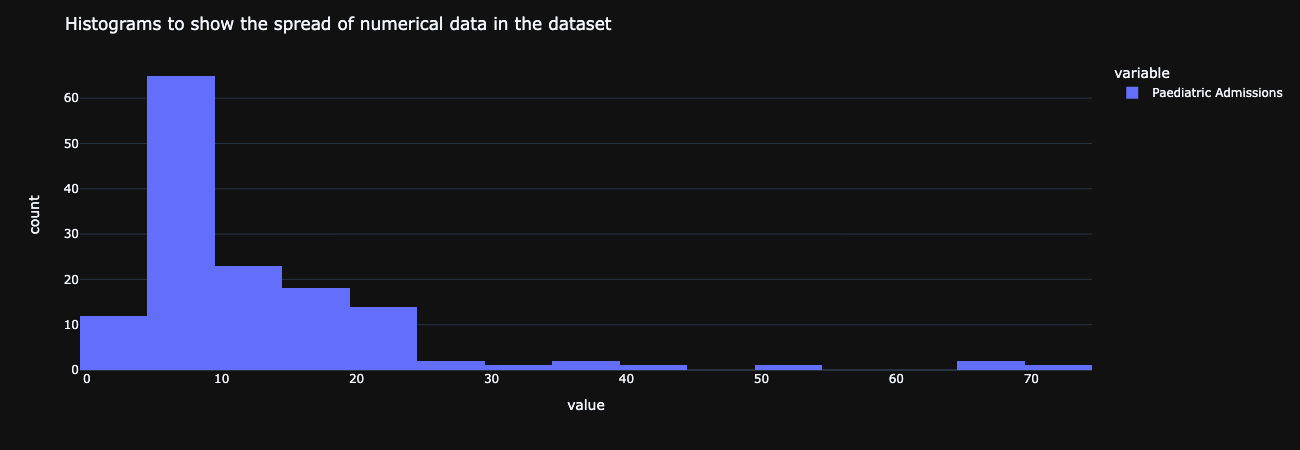 Histograms to show the spread of numerical data in the dataset
variable
Paediatric Admissions
60
50
40
30
20
10
0
count
0 10 20 30 40 50 60 70
value